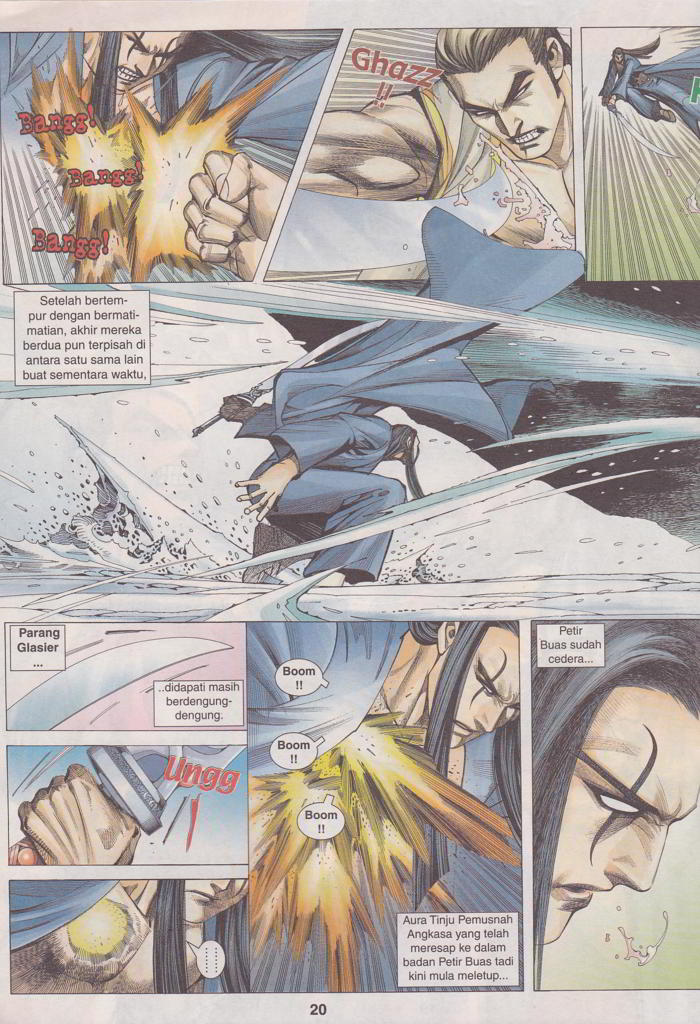 Bangg!
Bangg!
Bangg!
Ghazz
!!
Setelah bertem-
pur dengan bermati-
matian, akhir mereka
berdua pun terpisah di
antara satu sama lain
buat sementara waktu,
Parang
Glasier
...
..didapati masih
berdengung-
dengung.
Ungg
!
......
Boom
!!
Boom
!!
Boom
!!
Aura Tinju Pemusnah
Angkasa yang telah
meresap ke dalam
badan Petir Buas tadi
kini mula meletup...
Petir
Buas sudah
cedera...
20